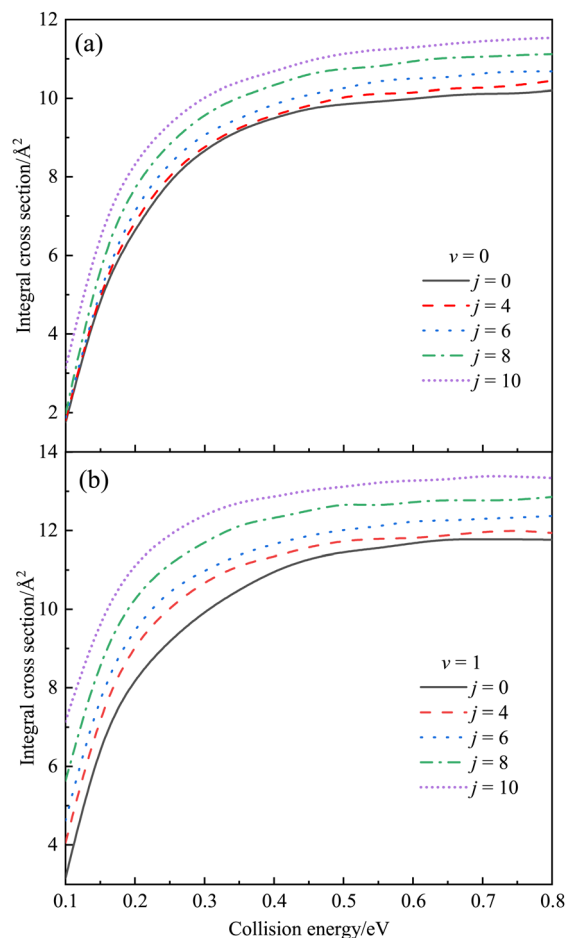 12
(a)
10
8
6
4
2
Integral cross section/Å²
v = 0
j = 0
j = 4
j = 6
j = 8
j = 10
14
(b)
12
10
8
6
4
Integral cross section/Å²
v = 1
j = 0
j = 4
j = 6
j = 8
j = 10
0.1 0.2 0.3 0.4 0.5 0.6 0.7 0.8
Collision energy/eV